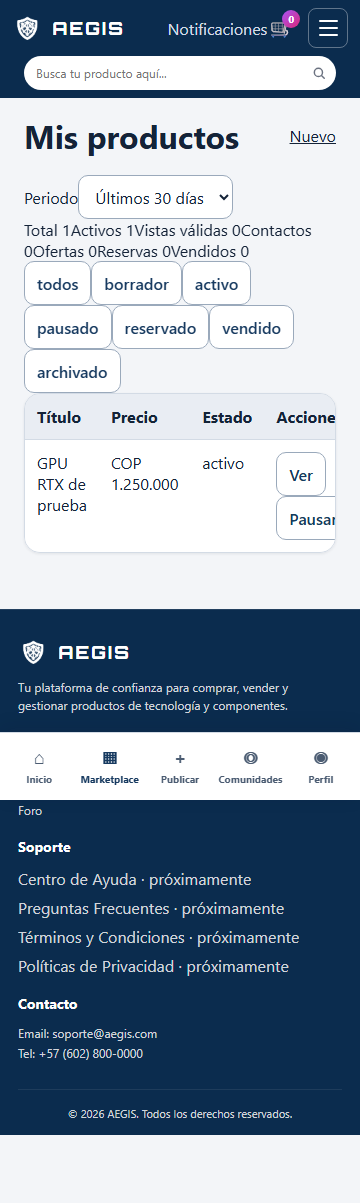 AEGIS
Notificaciones
0
Busca tu producto aquí...
Mis productos
Nuevo
Periodo
Últimos 30 días
Total 1Activos 1Vistas válidas 0Contactos
0Ofertas 0Reservas 0Vendidos 0
todos
borrador
activo
pausado
reservado
vendido
archivado
Título Precio Estado Accione
GPU
RTX de
prueba
COP
1.250.000
activo
Ver
Pausar
AEGIS
Tu plataforma de confianza para comprar, vender y
gestionar productos de tecnología y componentes.
Inicio
Marketplace
Publicar
Comunidades
Perfil
Foro
Soporte
Centro de Ayuda · próximamente
Preguntas Frecuentes · próximamente
Términos y Condiciones · próximamente
Políticas de Privacidad · próximamente
Contacto
Email: soporte@aegis.com
Tel: +57 (602) 800-0000
© 2026 AEGIS. Todos los derechos reservados.